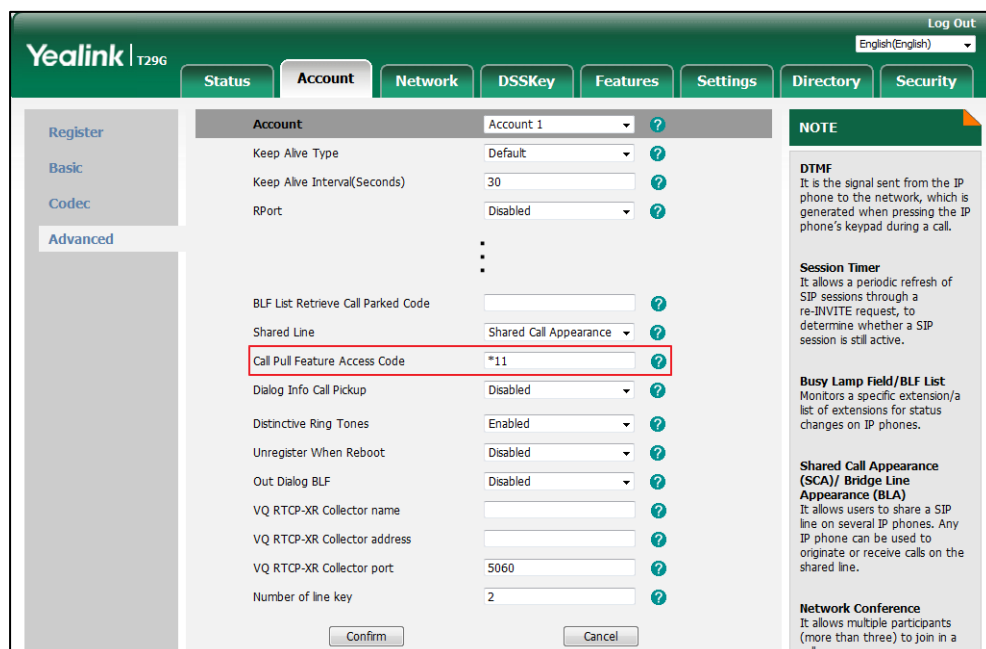 Log Out
Yealink T29G
English(English)
Status Account Network DSSKey Features Settings Directory Security
Register
Basic
Codec
Advanced
Account Account 1 ?
Keep Alive Type Default ?
Keep Alive Interval(Seconds) 30 ?
RPort Disabled ?
BLF List Retrieve Call Parked Code ?
Shared Line Shared Call Appearance ?
Call Pull Feature Access Code *11 ?
Dialog Info Call Pickup Disabled ?
Distinctive Ring Tones Enabled ?
Unregister When Reboot Disabled ?
Out Dialog BLF Disabled ?
VQ RTCP-XR Collector name ?
VQ RTCP-XR Collector address ?
VQ RTCP-XR Collector port 5060 ?
Number of line key 2 ?
Confirm Cancel
NOTE
DTMF
It is the signal sent from the IP
phone to the network, which is
generated when pressing the IP
phone's keypad during a call.
Session Timer
It allows a periodic refresh of
SIP sessions through a
re-INVITE request, to
determine whether a SIP
session is still active.
Busy Lamp Field/BLF List
Monitors a specific extension/a
list of extensions for status
changes on IP phones.
Shared Call Appearance
(SCA)/ Bridge Line
Appearance (BLA)
It allows users to share a SIP
line on several IP phones. Any
IP phone can be used to
originate or receive calls on the
shared line.
Network Conference
It allows multiple participants
(more than three) to join in a